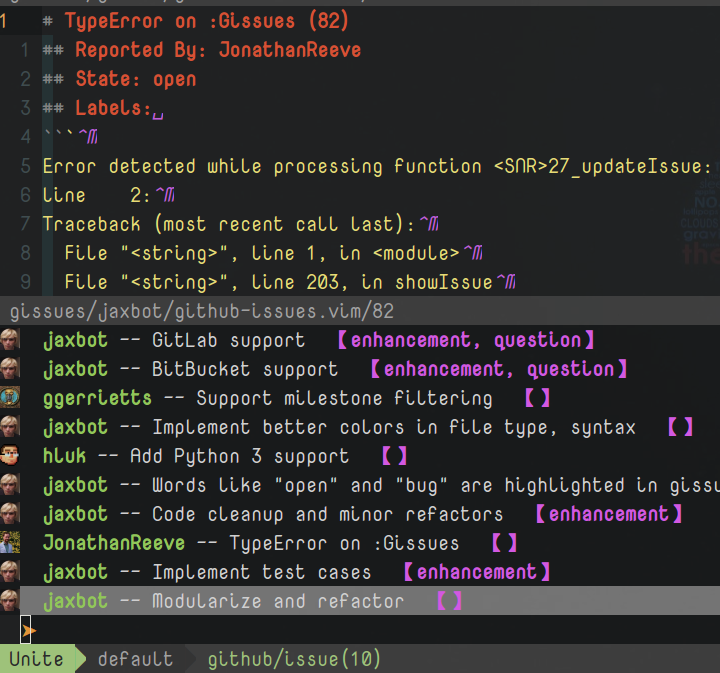 1 # TypeError on :Gissues (82)
1 ## Reported By: JonathanReeve
2 ## State: open
3 ## Labels:
4 ```^M
5 Error detected while processing function <SNR>27_updateIssue:
6 line    2:^M
7 Traceback (most recent call last):^M
8   File "<string>", line 1, in <module>^M
9   File "<string>", line 203, in showIssue^M
gissues/jaxbot/github-issues.vim/82
jaxbot -- GitLab support 【enhancement, question】
jaxbot -- BitBucket support 【enhancement, question】
ggerrietts -- Support milestone filtering 【】
jaxbot -- Implement better colors in file type, syntax 【】
hluk -- Add Python 3 support 【】
jaxbot -- Words like "open" and "bug" are highlighted in gissu
jaxbot -- Code cleanup and minor refactors 【enhancement】
JonathanReeve -- TypeError on :Gissues 【】
jaxbot -- Implement test cases 【enhancement】
jaxbot -- Modularize and refactor 【】
➤
Unite default github/issue(10)